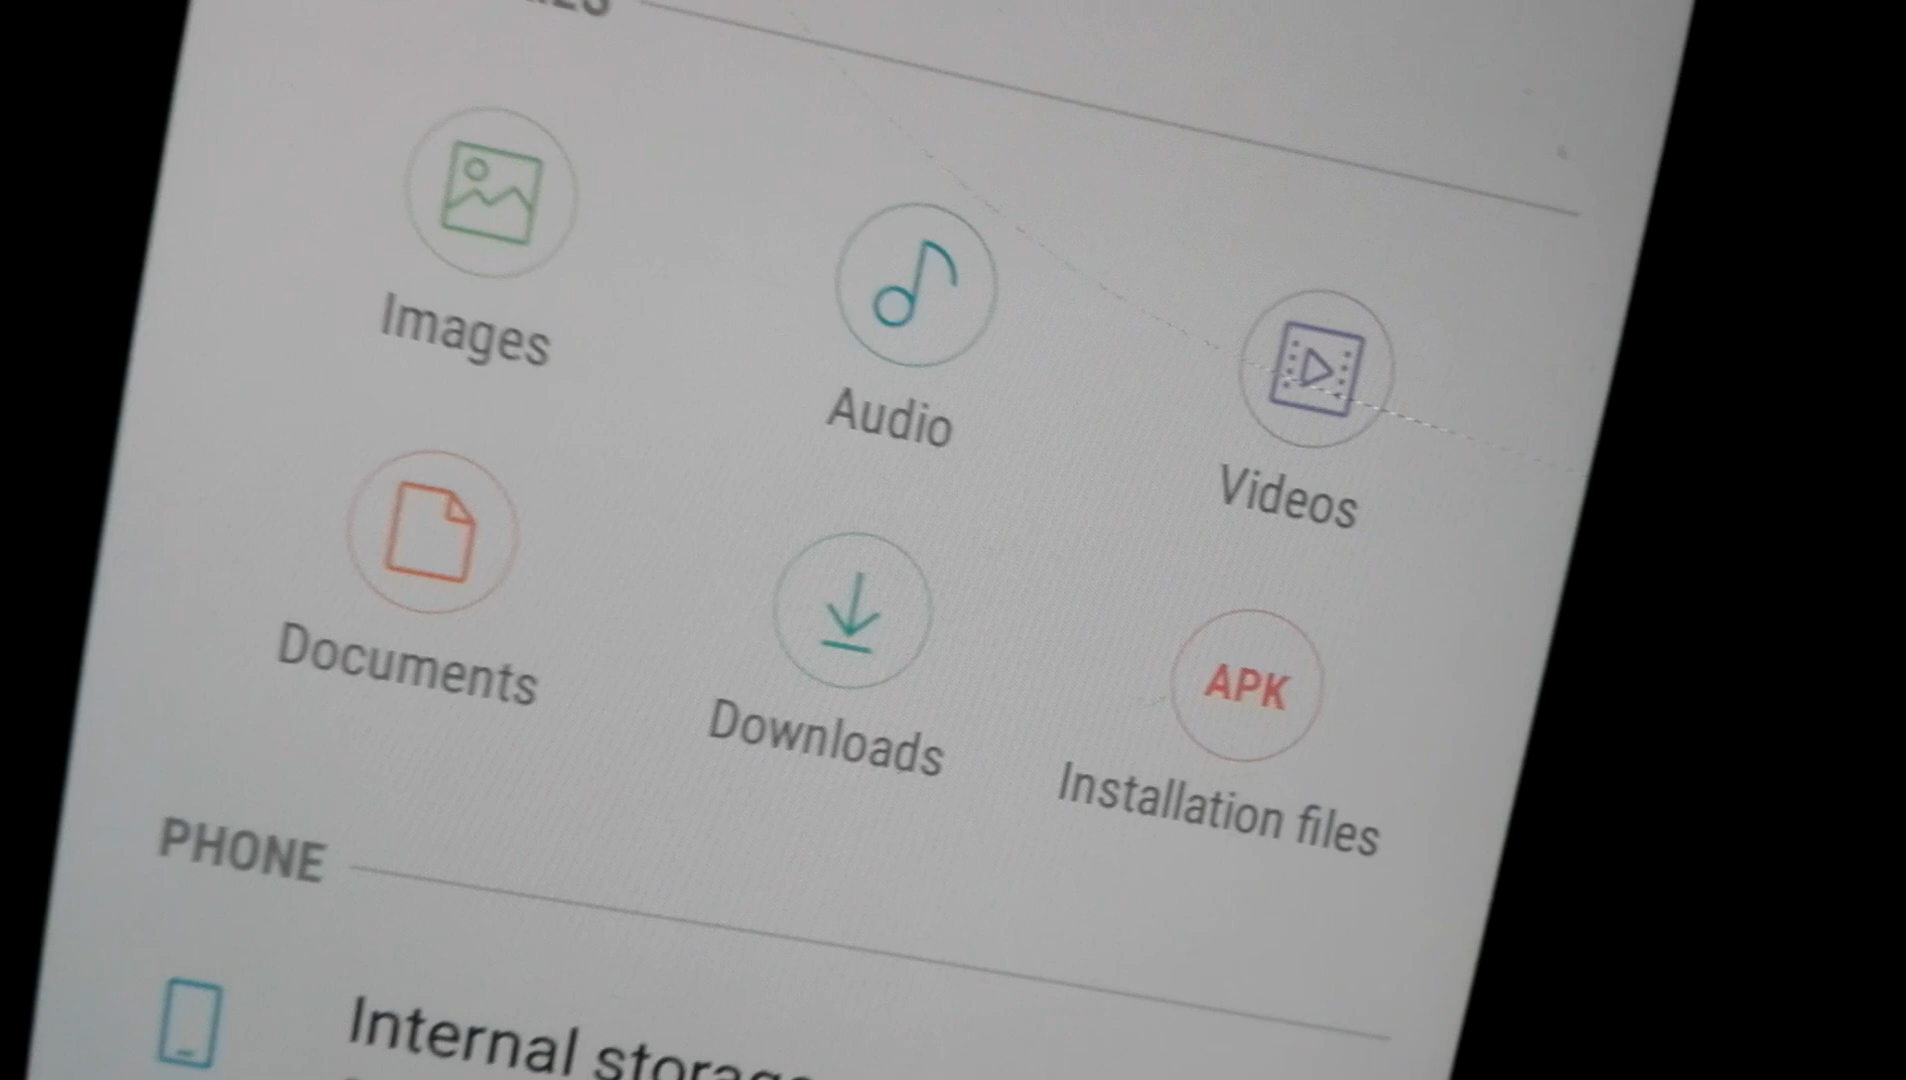 Images Audio Videos
Documents Downloads APK
Installation files
PHONE
Internal storage